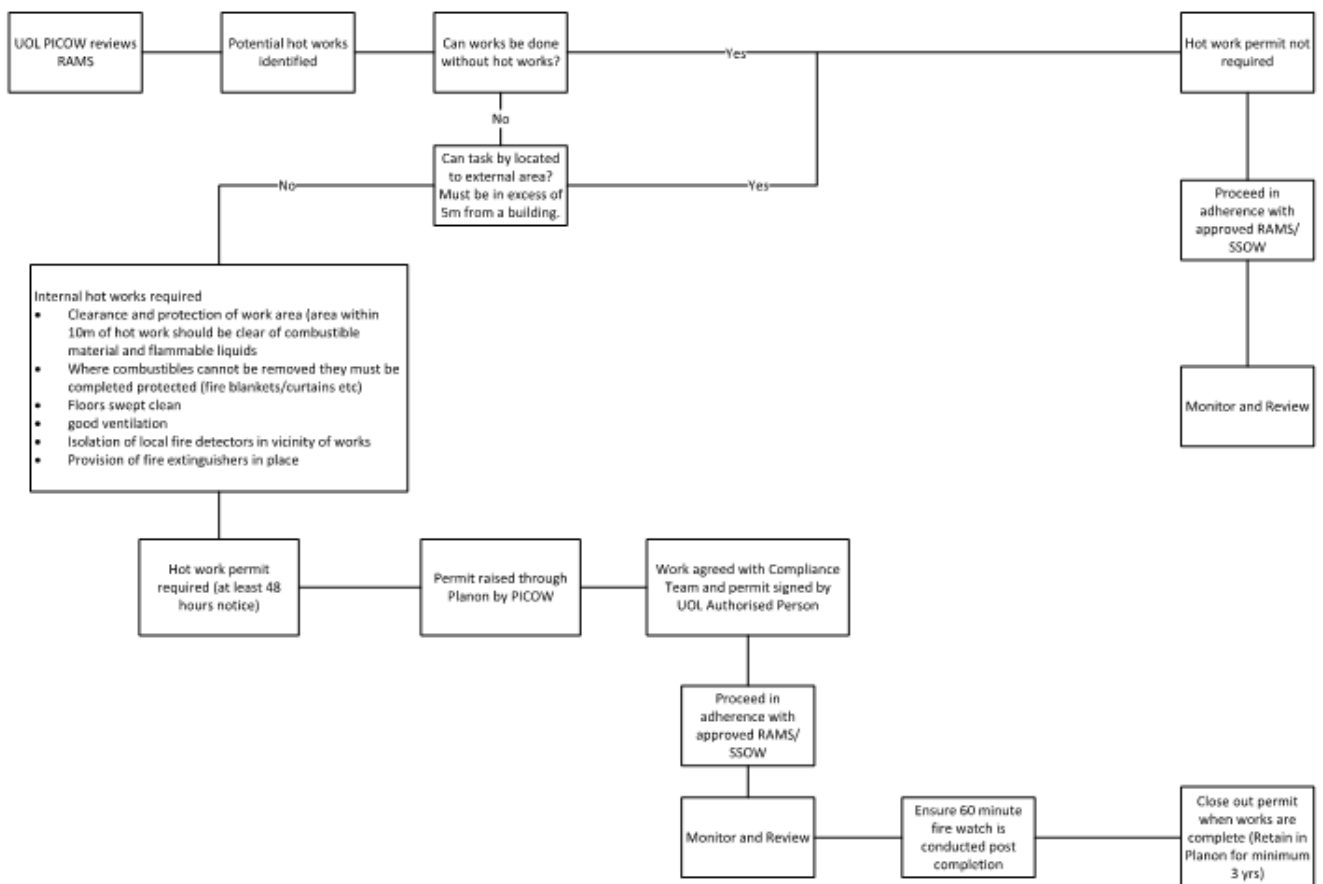 UOL PICOW reviews
RAMS
Potential hot works
identified
Can works be done
without hot works?
Yes
Hot work permit not
required
No
Can task by located
to external area?
Must be in excess of
5m from a building.
No
Yes
Proceed in
adherence with
approved RAMS/
SSOW
Monitor and Review
Internal hot works required
• Clearance and protection of work area (area within
10m of hot work should be clear of combustible
material and flammable liquids
• Where combustibles cannot be removed they must be
completed protected (fire blankets/curtains etc)
• Floors swept clean
• good ventilation
• Isolation of local fire detectors in vicinity of works
• Provision of fire extinguishers in place
Hot work permit
required (at least 48
hours notice)
Permit raised through
Planon by PICOW
Work agreed with Compliance
Team and permit signed by
UOL Authorised Person
Proceed in
adherence with
approved RAMS/
SSOW
Monitor and Review
Ensure 60 minute
fire watch is
conducted post
completion
Close out permit
when works are
complete (Retain in
Planon for minimum
3 yrs)